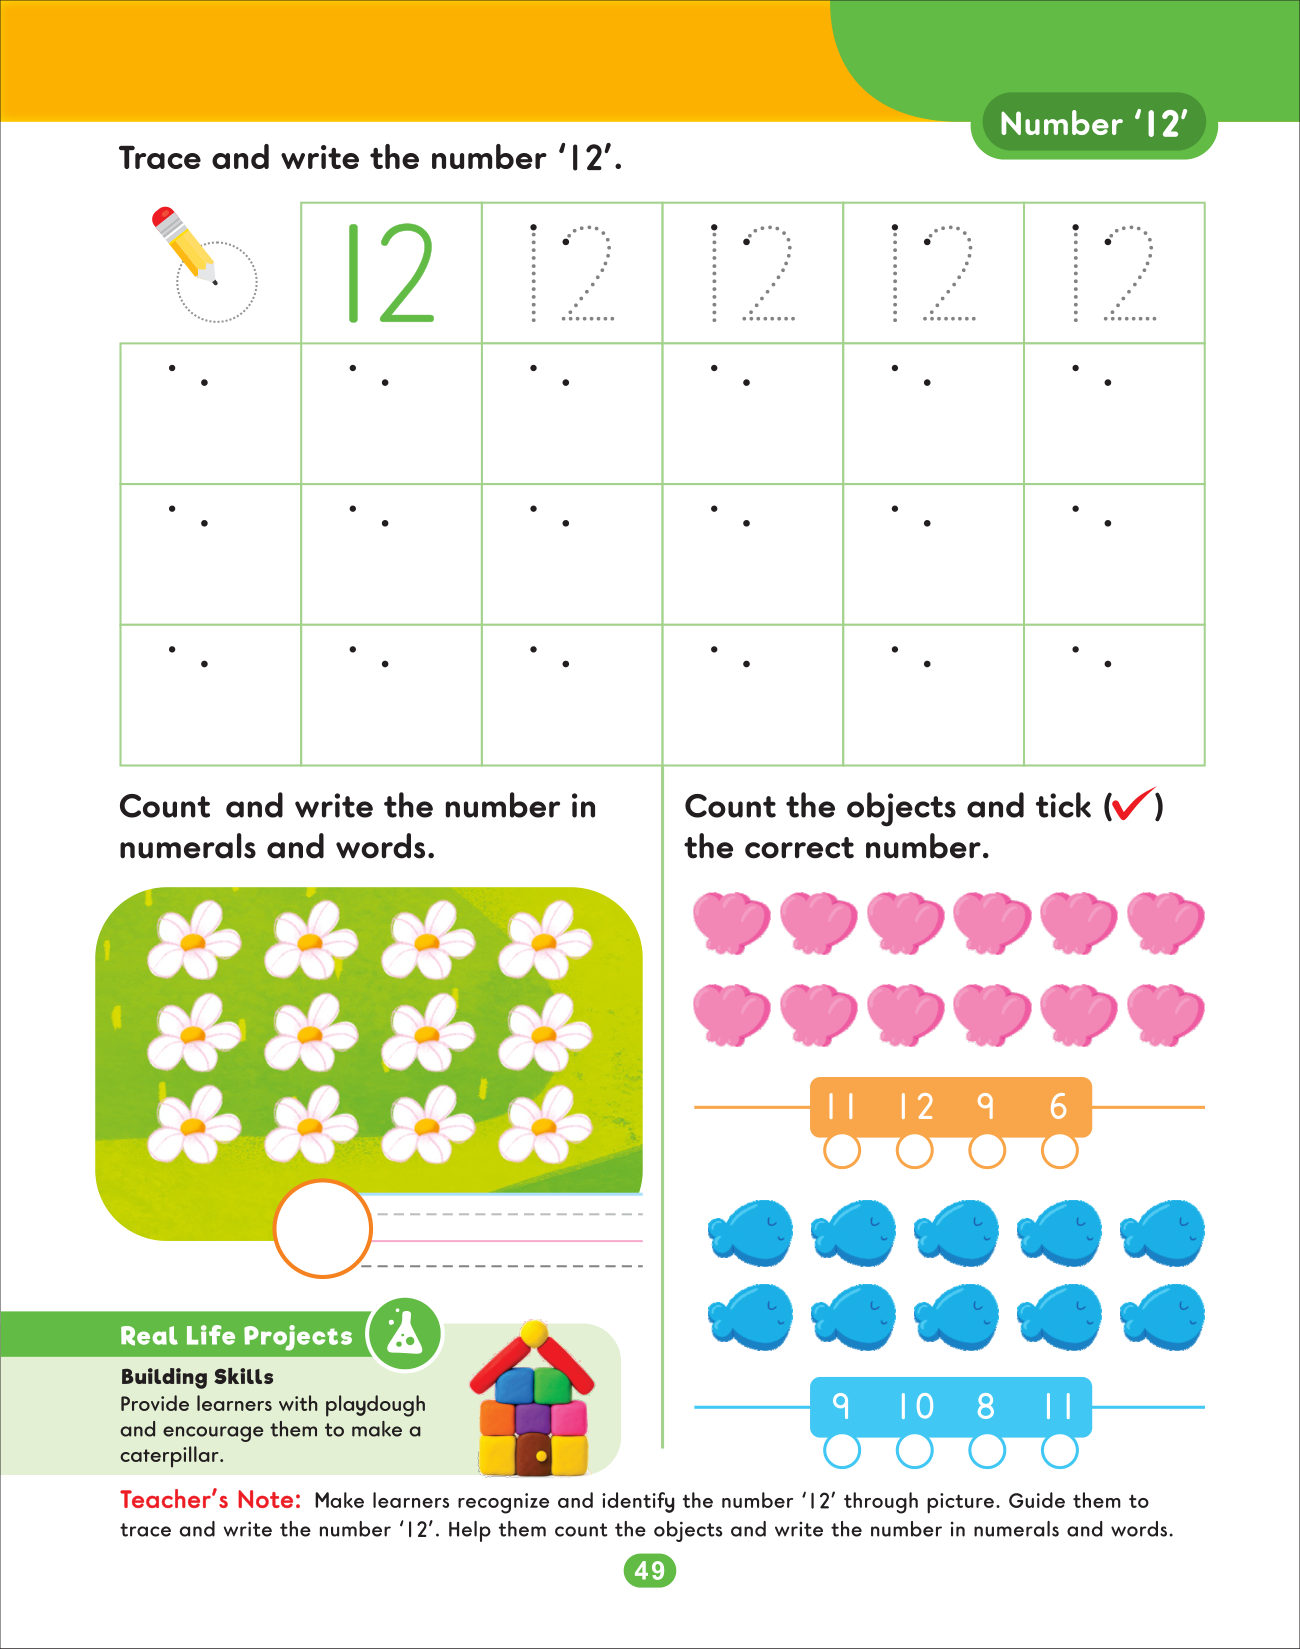 Number ‘12’
Trace and write the number ‘12’.
12 12 12 12 12
Count and write the number in
numerals and words.
Count the objects and tick (✓)
the correct number.
11 12 9 6
9 10 8 11
Real Life Projects
Building Skills
Provide learners with playdough
and encourage them to make a
caterpillar.
Teacher’s Note: Make learners recognize and identify the number ‘12’ through picture. Guide them to
trace and write the number ‘12’. Help them count the objects and write the number in numerals and words.
49